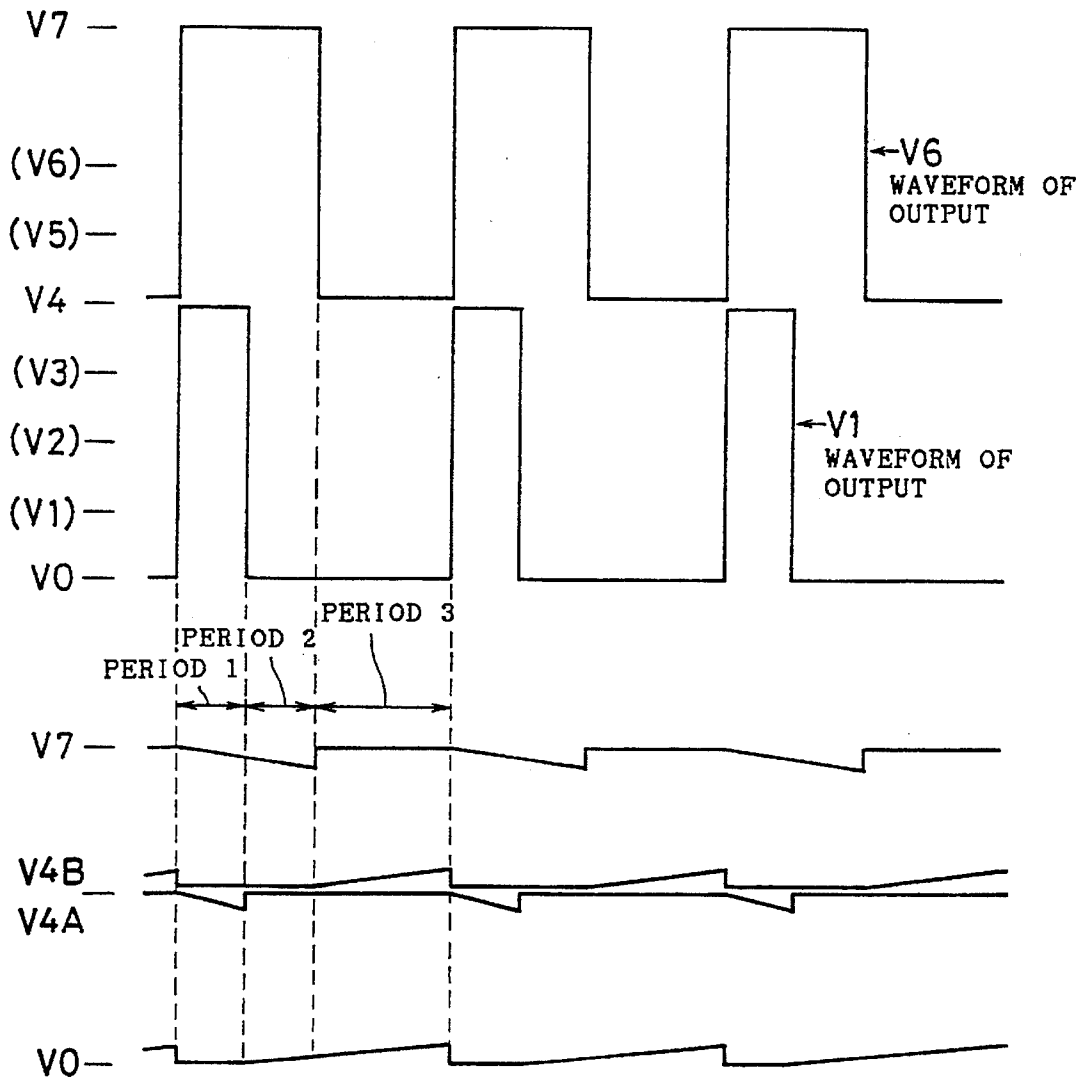 V7
(V6)
V6
WAVEFORM OF
OUTPUT
(V5)
V4
(V3)
(V2)
V1
WAVEFORM OF
OUTPUT
(V1)
V0
PERIOD 3
PERIOD 2
PERIOD 1
V7
V4B
V4A
V0